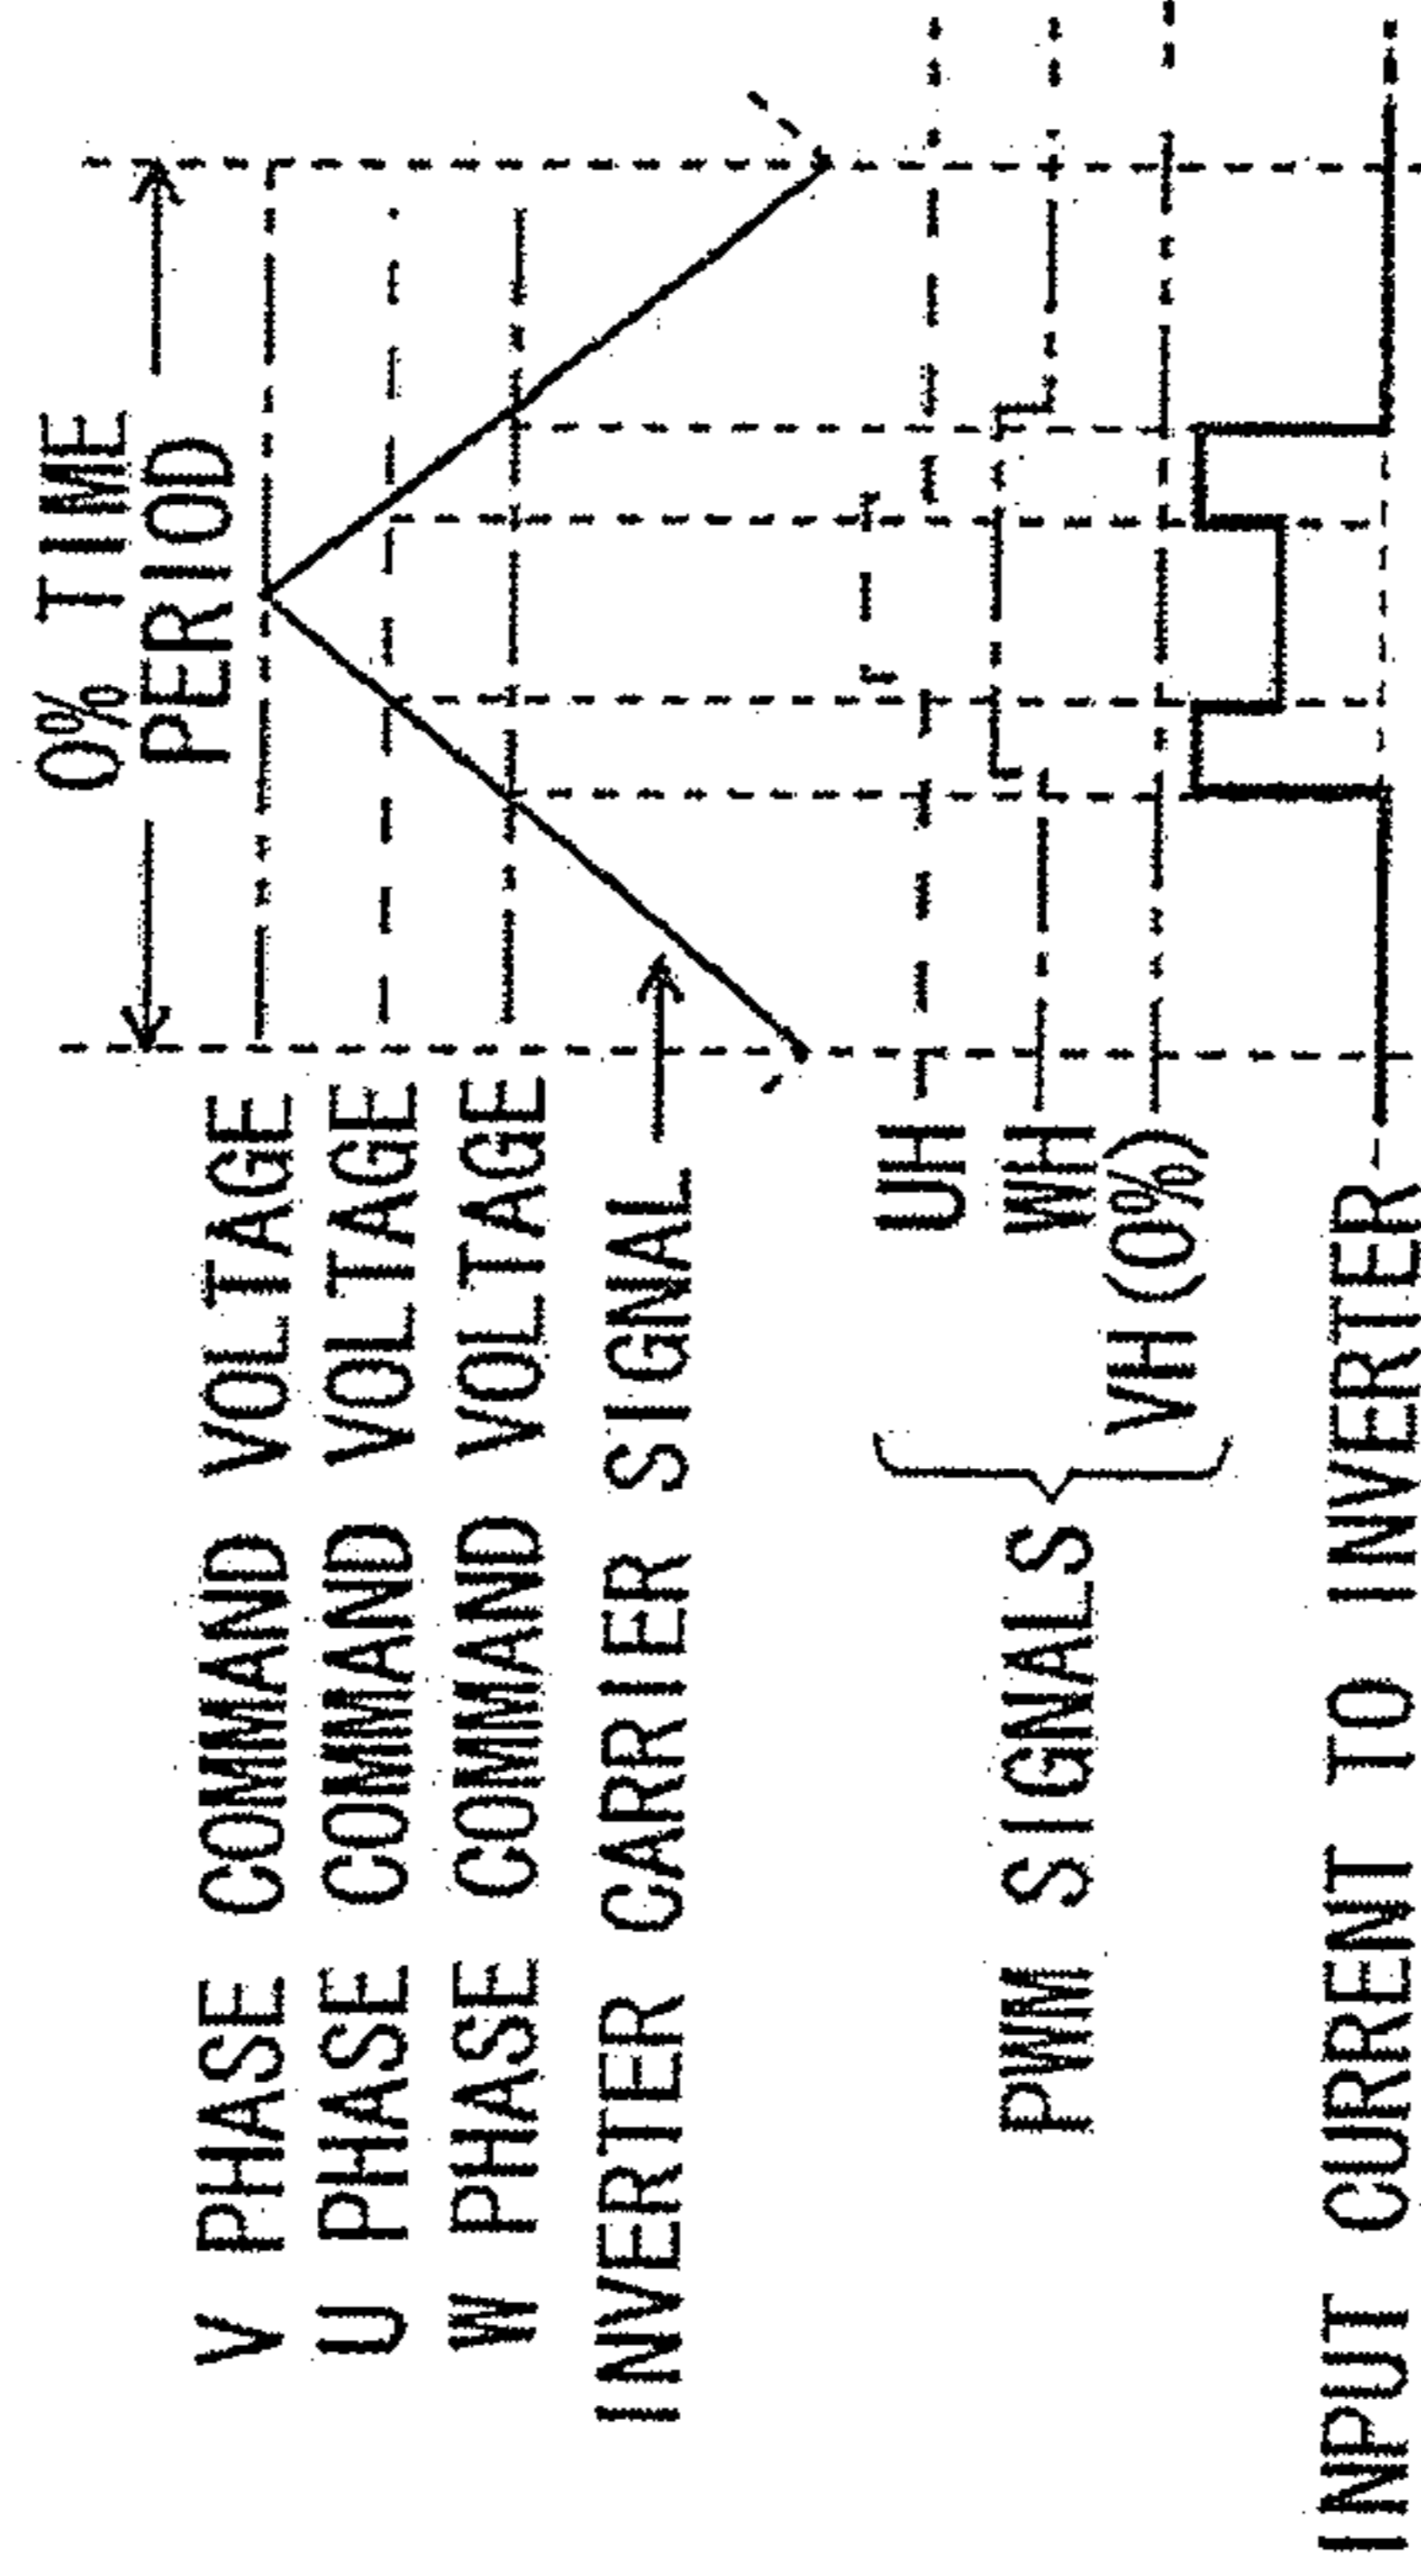 0% TIME
PERIOD
V PHASE COMMAND VOLTAGE
U PHASE COMMAND VOLTAGE
W PHASE COMMAND VOLTAGE
INVERTER CARRIER SIGNAL
UH
PWM SIGNALS WH
VH(0%)
INPUT CURRENT TO INVERTER